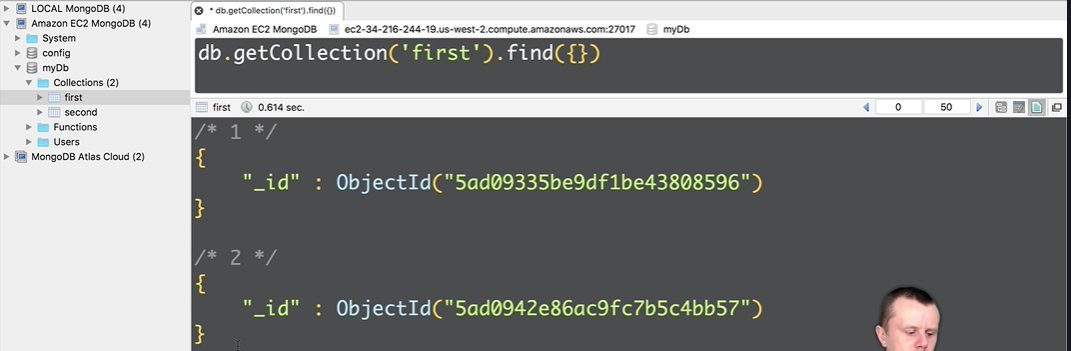 LOCAL MongoDB (4)
Amazon EC2 MongoDB (4)
System
config
myDb
Collections (2)
first
second
Functions
Users
MongoDB Atlas Cloud (2)
* db.getCollection('first').find({})
Amazon EC2 MongoDB ec2-34-216-244-19.us-west-2.compute.amazonaws.com:27017 myDb
db.getCollection('first').find({})
first 0.614 sec. 0 50
/* 1 */
{
"_id" : ObjectId("5ad09335be9df1be43808596")
}
/* 2 */
{
"_id" : ObjectId("5ad0942e86ac9fc7b5c4bb57")
}